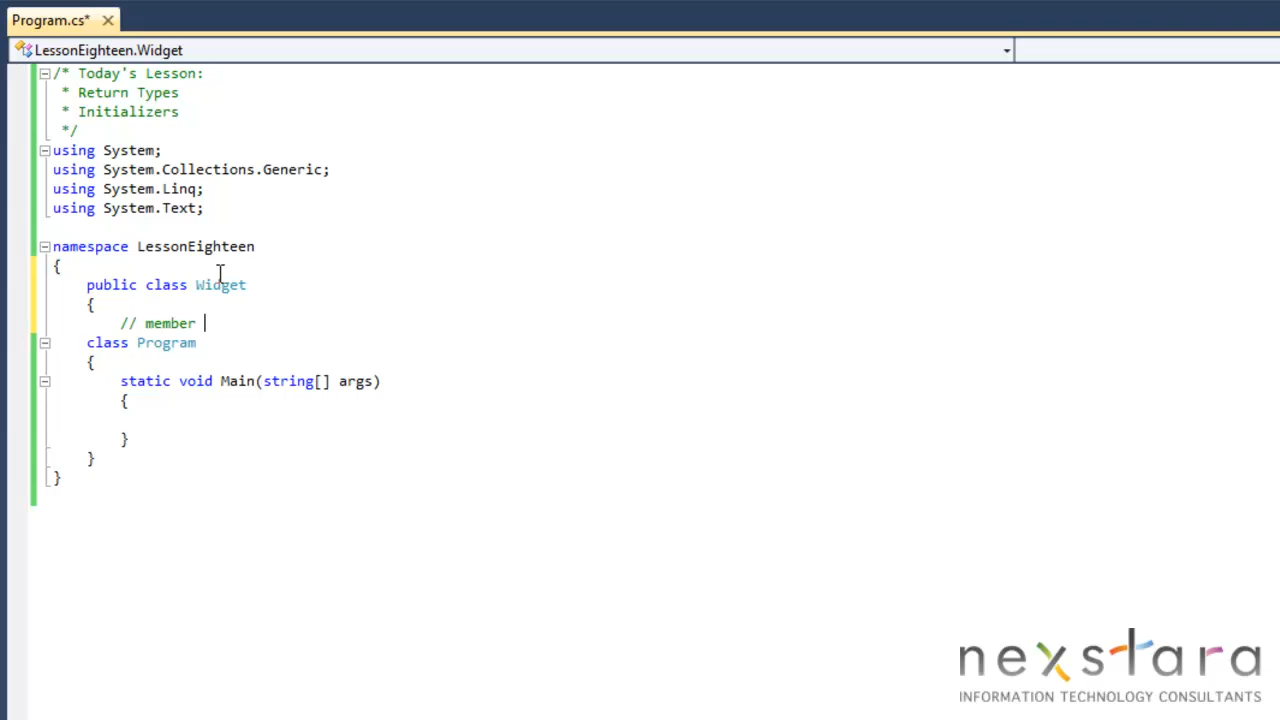 Program.cs*
LessonEighteen.Widget
/* Today's Lesson:
* Return Types
* Initializers
*/
using System;
using System.Collections.Generic;
using System.Linq;
using System.Text;
namespace LessonEighteen
{
public class Widget
{
// member
class Program
{
static void Main(string[] args)
{
}
}
}
nexstara
INFORMATION TECHNOLOGY CONSULTANTS